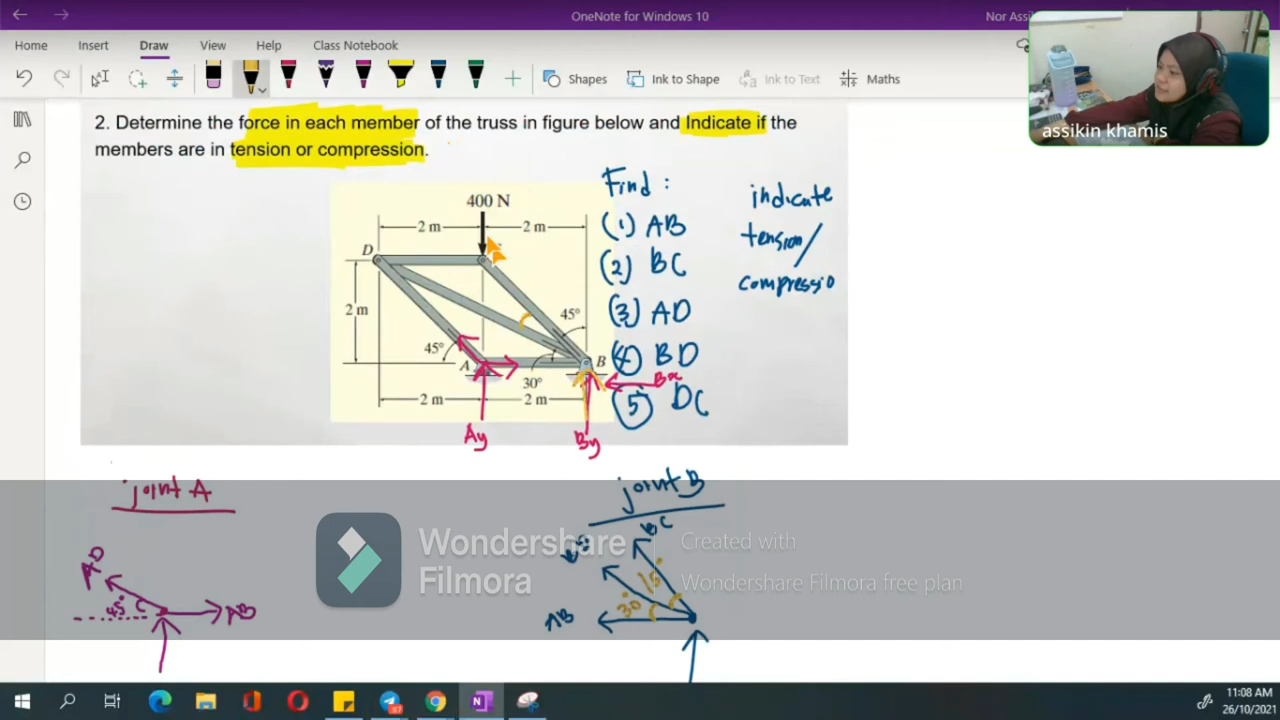 OneNote for Windows 10
Nor Assi
Home Insert Draw View Help Class Notebook
Shapes Ink to Shape Ink to Text Maths
assikin khamis
2. Determine the force in each member of the truss in figure below and Indicate if the
members are in tension or compression.
400 N
2 m 2 m
D
2 m
45°
45°
A
B
30°
2 m 2 m
Ay
By
Bx
Find :
(1) AB
(2) BC
(3) AD
(4) BD
(5) DC
indicate
tension/
compressio
joint A
AD
45°
AB
joint B
BC
15°
30°
AB
Wondershare
Filmora
Created with
Wondershare Filmora free plan
37
11:08 AM
26/10/2021